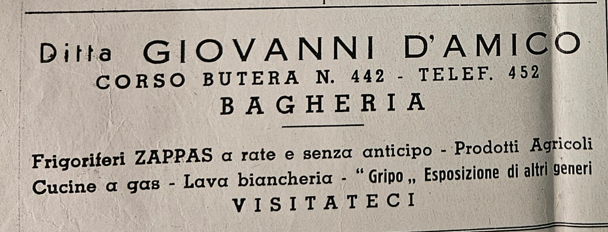 Ditta GIOVANNI D'AMICO
CORSO BUTERA N. 442 - TELEF. 452
BAGHERIA
Frigoriferi ZAPPAS a rate e senza anticipo - Prodotti Agricoli
Cucine a gas - Lava biancheria - "Gripo„ Esposizione di altri generi
VISITATECI